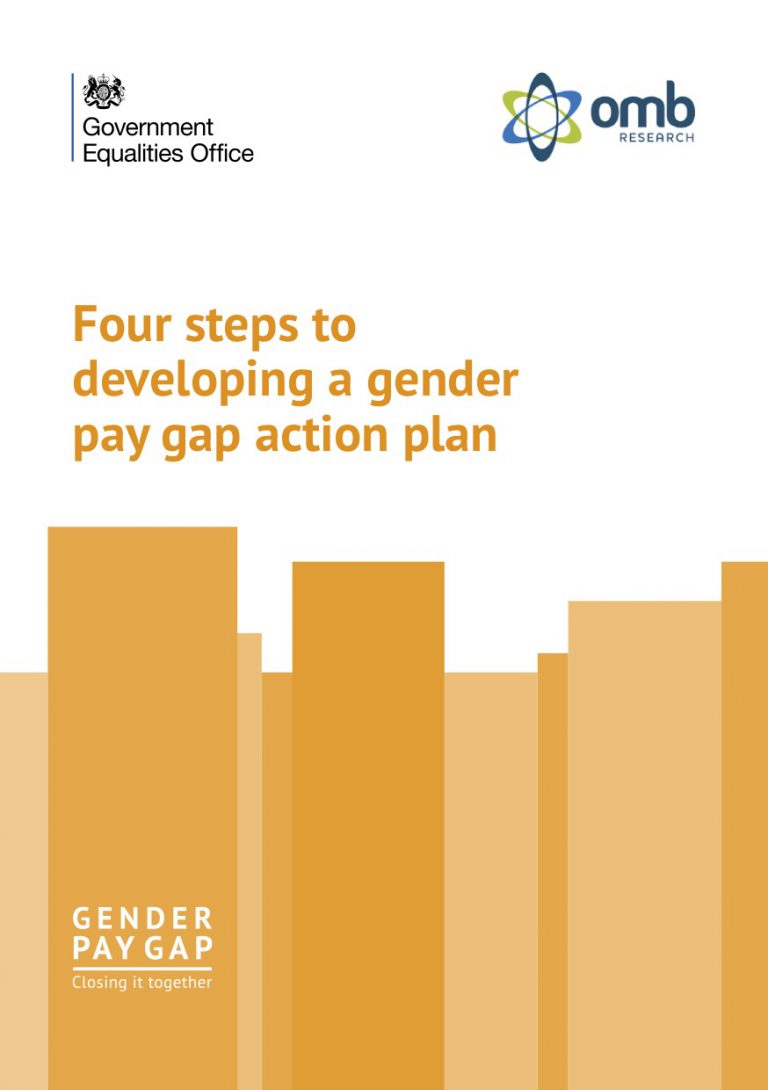 Government
Equalities Office
omb
RESEARCH
Four steps to
developing a gender
pay gap action plan
GENDER
PAY GAP
Closing it together